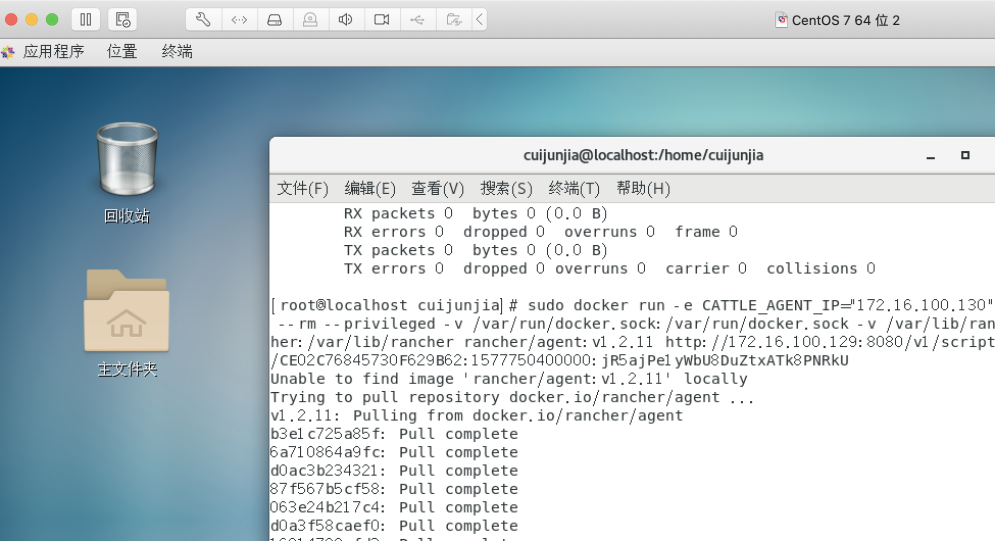 CentOS 7 64 位 2
应用程序 位置 终端
回收站
主文件夹
cuijunjia@localhost:/home/cuijunjia
文件(F) 编辑(E) 查看(V) 搜索(S) 终端(T) 帮助(H)
RX packets 0 bytes 0 (0.0 B)
RX errors 0 dropped 0 overruns 0 frame 0
TX packets 0 bytes 0 (0.0 B)
TX errors 0 dropped 0 overruns 0 carrier 0 collisions 0
[root@localhost cuijunjia]# sudo docker run -e CATTLE_AGENT_IP="172.16.100.130"
--rm --privileged -v /var/run/docker.sock:/var/run/docker.sock -v /var/lib/ran
her:/var/lib/rancher rancher/agent:v1.2.11 http://172.16.100.129:8080/v1/script
/CE02C76845730F629B62:1577750400000:jR5ajPe1yWbU8DuZtxATk8PNRkU
Unable to find image 'rancher/agent:v1.2.11' locally
Trying to pull repository docker.io/rancher/agent ...
v1.2.11: Pulling from docker.io/rancher/agent
b3e1c725a85f: Pull complete
6a710864a9fc: Pull complete
d0ac3b234321: Pull complete
87f567b5cf58: Pull complete
063e24b217c4: Pull complete
d0a3f58caef0: Pull complete